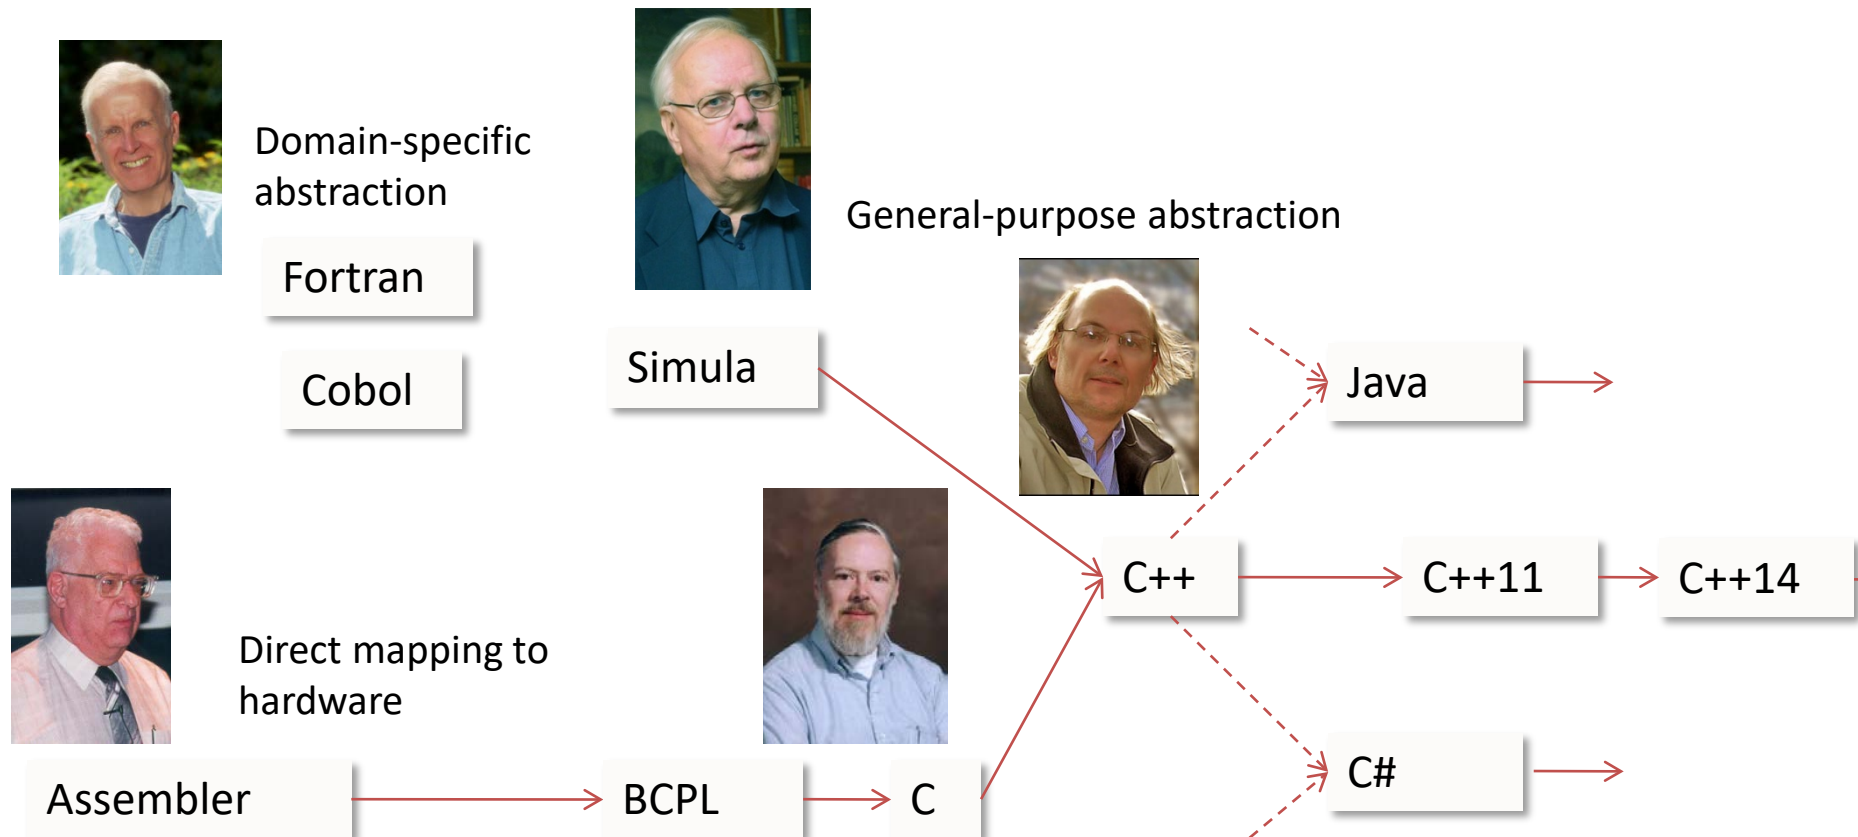 Domain-specific
abstraction
General-purpose abstraction
Fortran
Simula
Java
Cobol
C++
C++11
C++14
Direct mapping to
hardware
C#
Assembler
BCPL
C